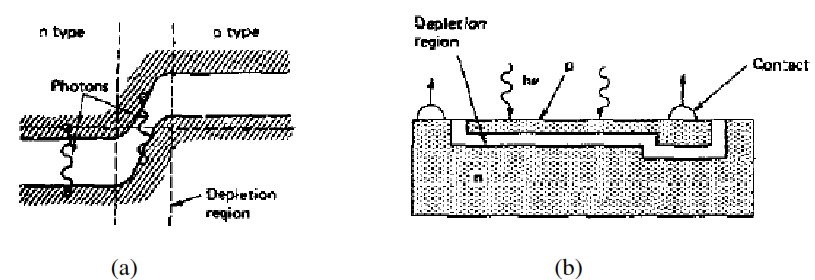 n type
p type
Photons
Depletion
region
(a)
Depletion
region
hν
p
Contact
n
(b)